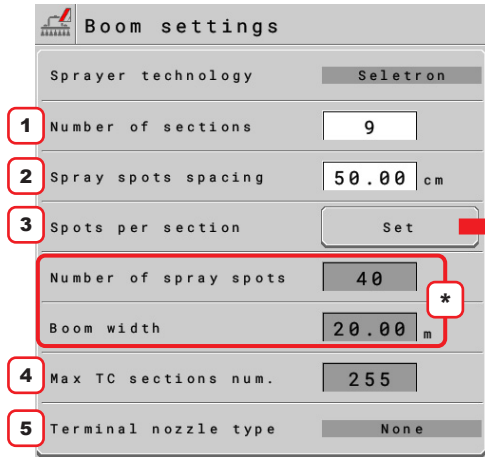 Boom settings
Sprayer technology Seletron
1 Number of sections 9
2 Spray spots spacing 50.00 cm
3 Spots per section Set
Number of spray spots 40
*
Boom width 20.00 m
4 Max TC sections num. 255
5 Terminal nozzle type None